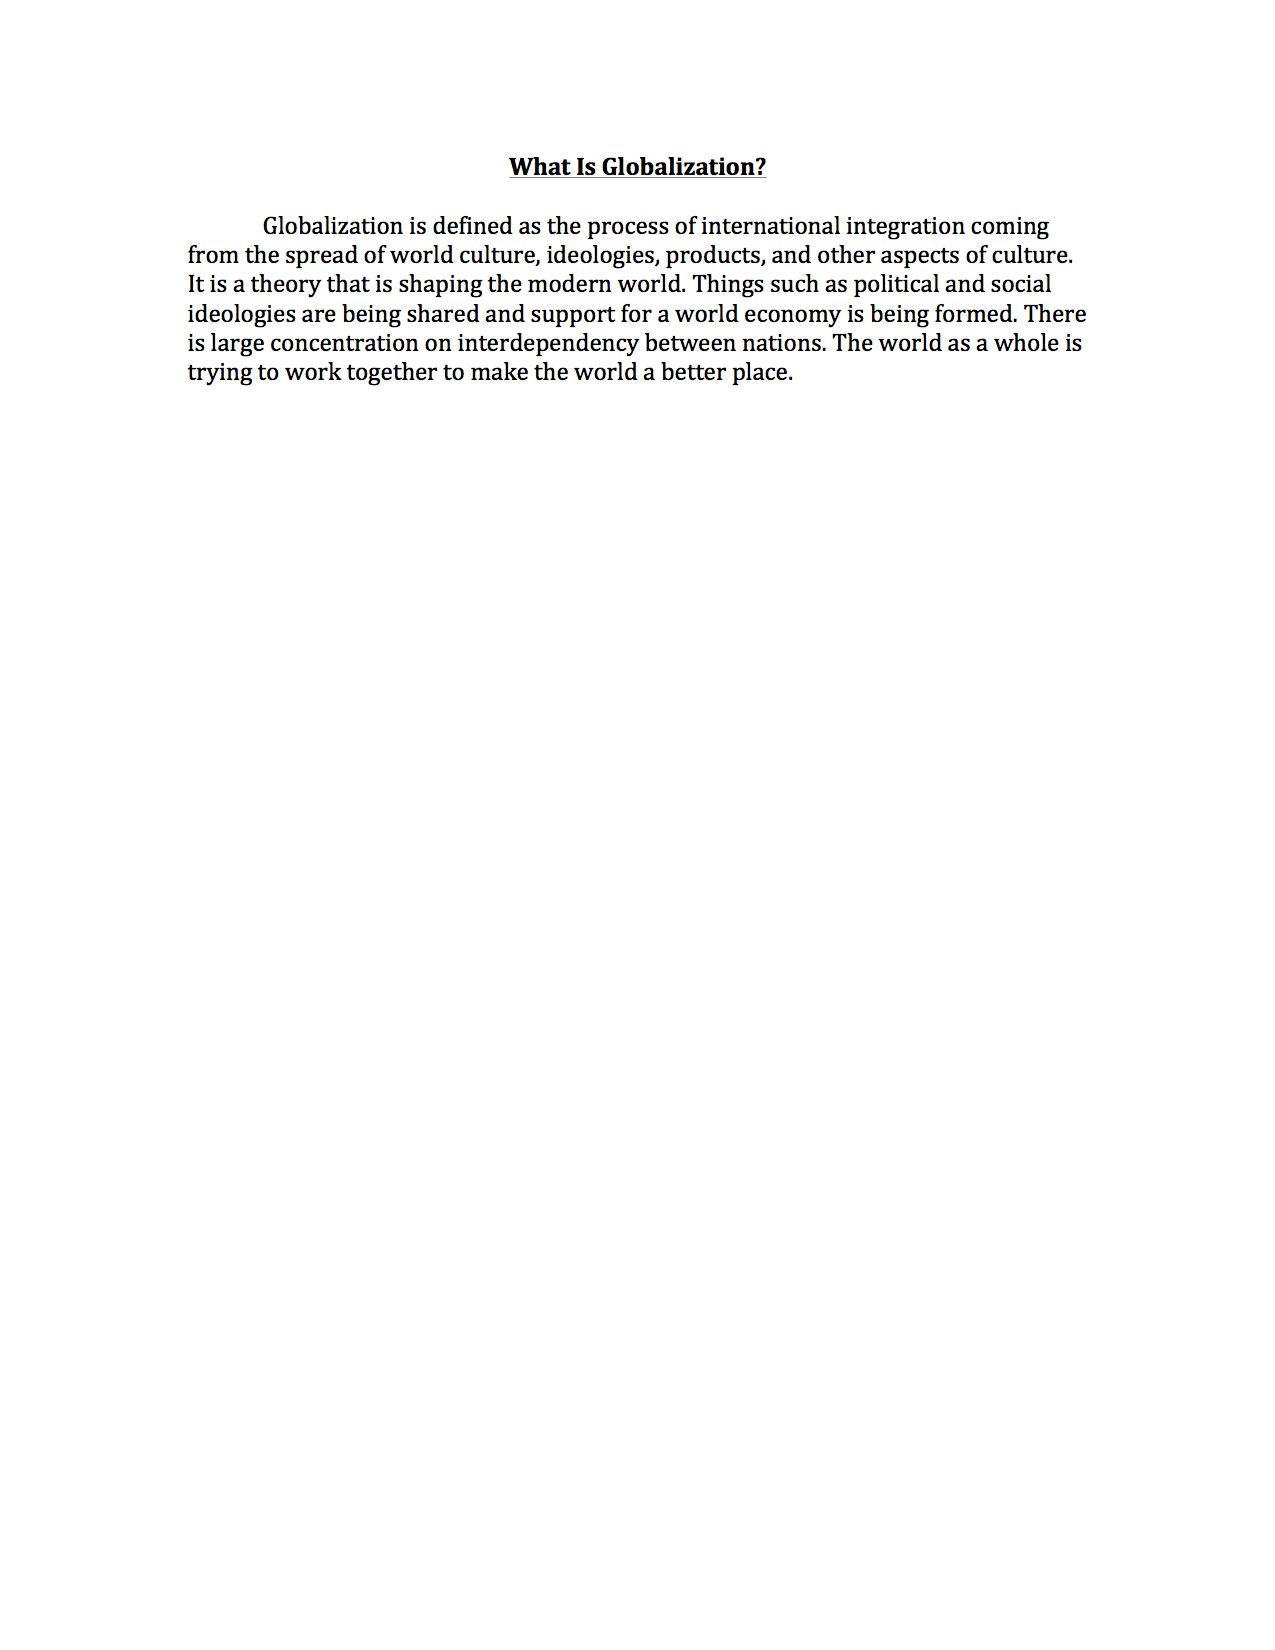 What Is Globalization?
Globalization is defined as the process of international integration coming
from the spread of world culture, ideologies, products, and other aspects of culture.
It is a theory that is shaping the modern world. Things such as political and social
ideologies are being shared and support for a world economy is being formed. There
is large concentration on interdependency between nations. The world as a whole is
trying to work together to make the world a better place.